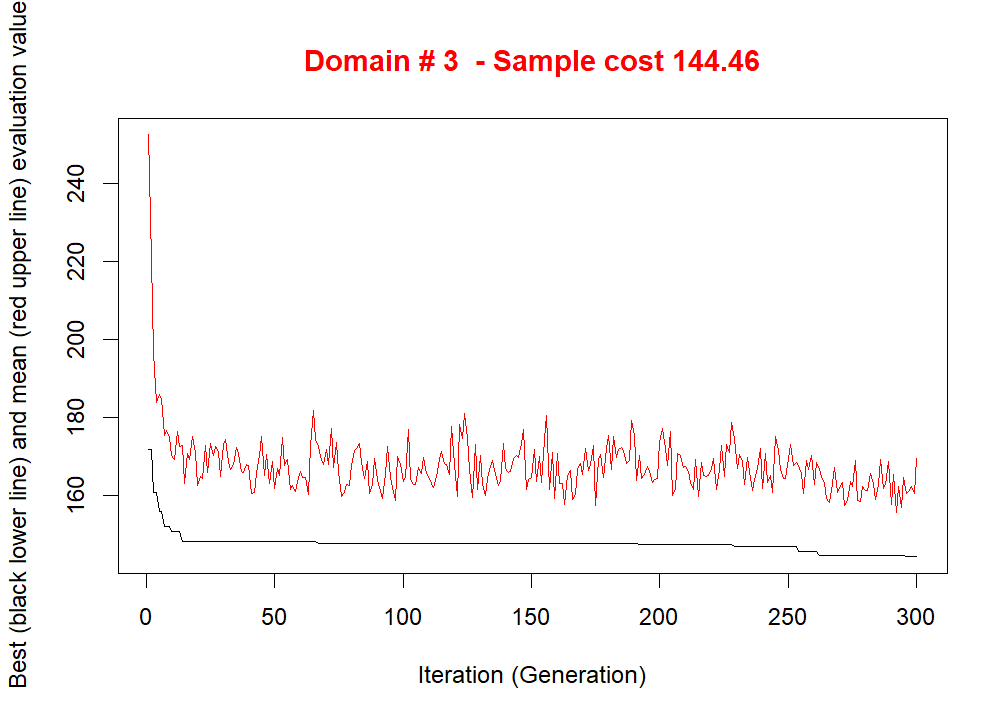 Domain # 3  - Sample cost 144.46
Best (black lower line) and mean (red upper line) evaluation value
240
220
200
180
160
0 50 100 150 200 250 300
Iteration (Generation)